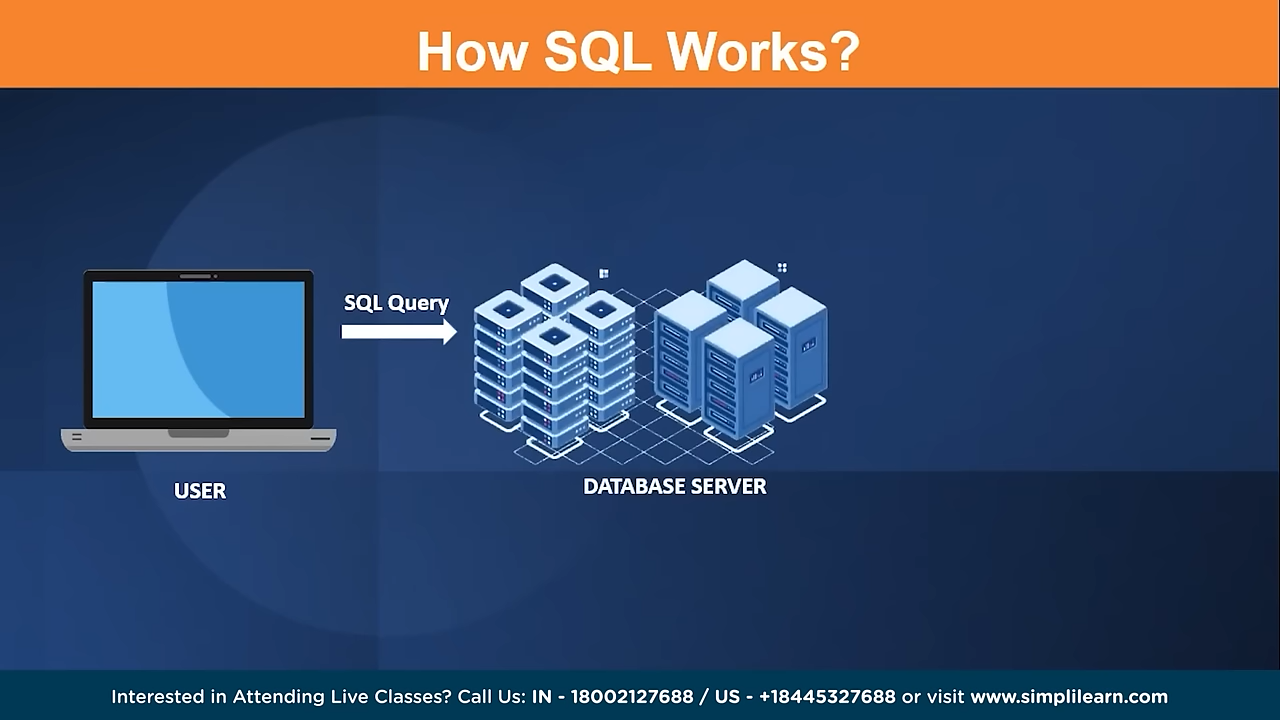 How SQL Works?
SQL Query
USER
DATABASE SERVER
Interested in Attending Live Classes? Call Us: IN - 18002127688 / US - +18445327688 or visit www.simplilearn.com